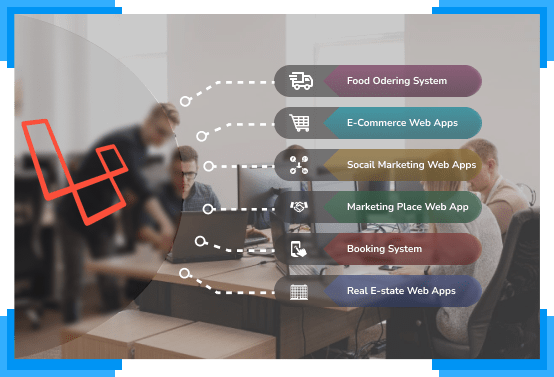 Food Odering System
E-Commerce Web Apps
Socail Marketing Web Apps
Marketing Place Web App
Booking System
Real E-state Web Apps